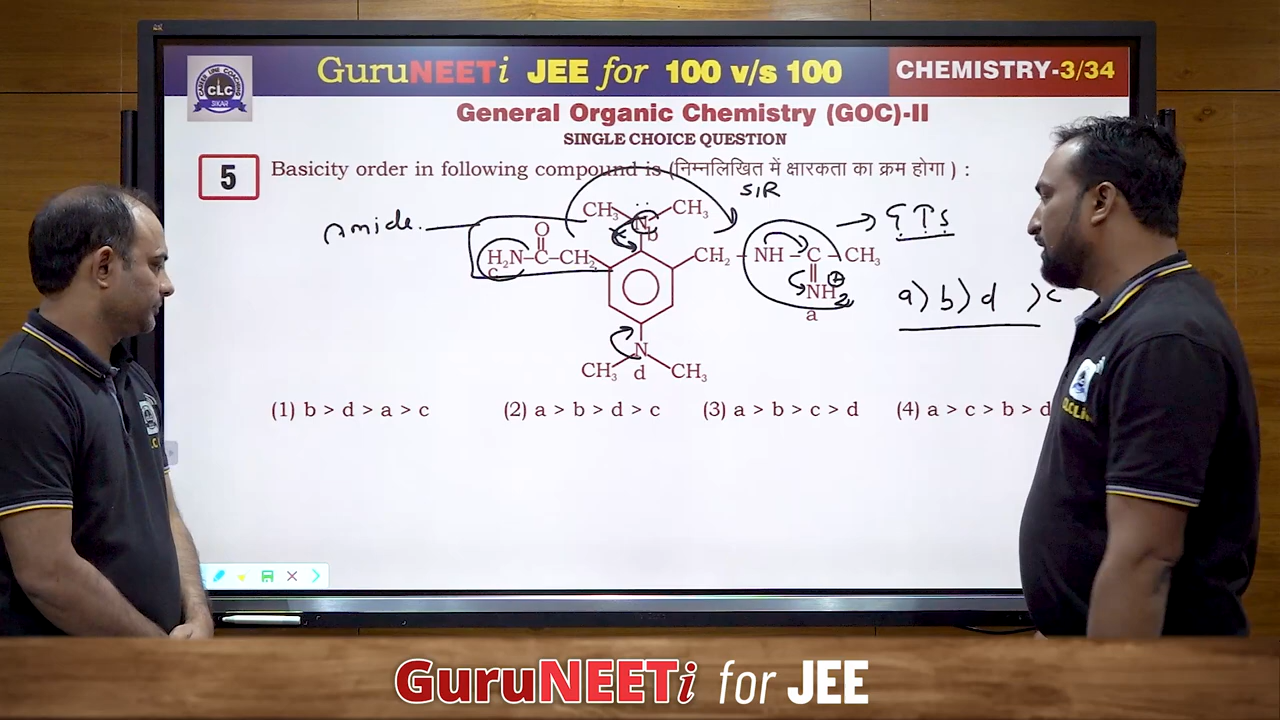 GuruNEETi JEE for 100 v/s 100
CHEMISTRY-3/34
CLC
SIKAR
General Organic Chemistry (GOC)-II
SINGLE CHOICE QUESTION
5
Basicity order in following compound is (निम्नलिखित में क्षारकता का क्रम होगा ) :
SIR
Amide.
CH₃ N CH₃
b
O
H₂N–C–CH₂
c
CH₂ – NH – C – CH₃
NH₂ ⊕
a
a > b > d > c
N
CH₃ d CH₃
(1) b > d > a > c
(2) a > b > d > c
(3) a > b > c > d
(4) a > c > b > d
GuruNEETi for JEE